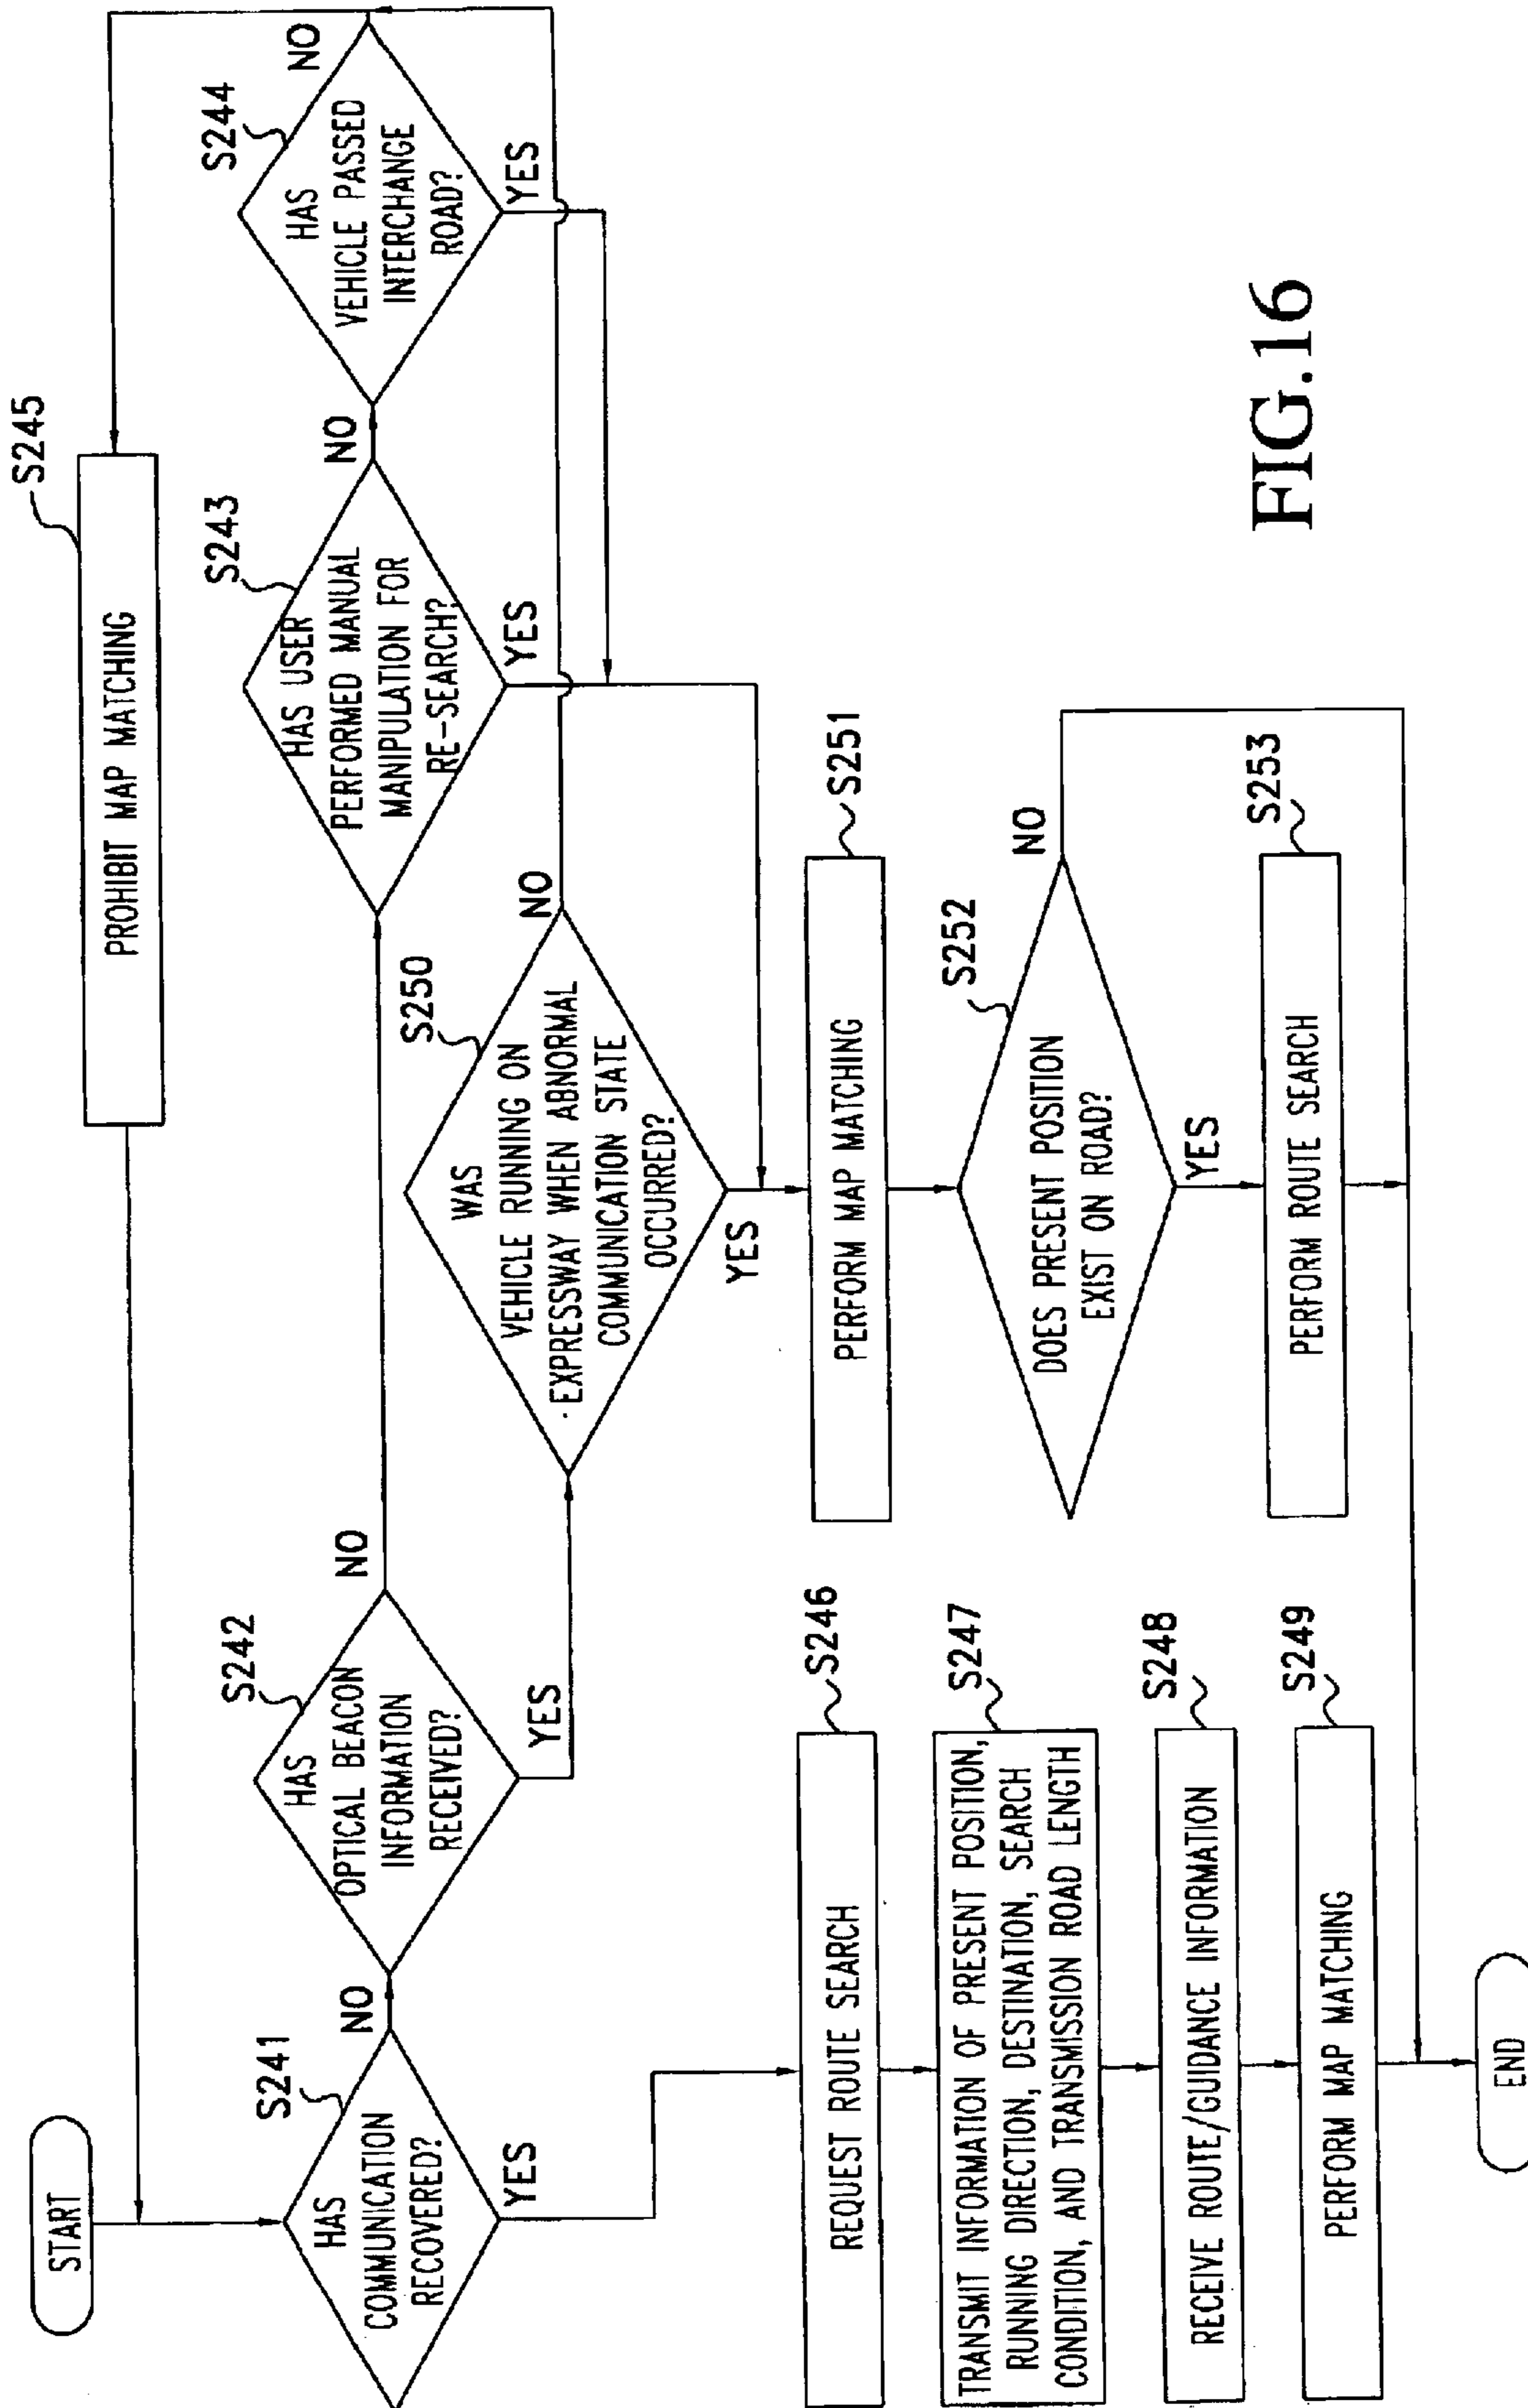 START
S241
HAS
COMMUNICATION
RECOVERED?
NO
YES
S242
HAS
OPTICAL BEACON
INFORMATION
RECEIVED?
NO
YES
S243
HAS USER
PERFORMED MANUAL
MANIPULATION FOR
RE-SEARCH?
NO
YES
S244
HAS
VEHICLE PASSED
INTERCHANGE
ROAD?
NO
YES
S245
PROHIBIT MAP MATCHING
S250
WAS
VEHICLE RUNNING ON
EXPRESSWAY WHEN ABNORMAL
COMMUNICATION STATE
OCCURRED?
NO
YES
S246
REQUEST ROUTE SEARCH
S247
TRANSMIT INFORMATION OF PRESENT POSITION,
RUNNING DIRECTION, DESTINATION, SEARCH
CONDITION, AND TRANSMISSION ROAD LENGTH
S248
RECEIVE ROUTE/GUIDANCE INFORMATION
S249
PERFORM MAP MATCHING
S251
PERFORM MAP MATCHING
S252
DOES PRESENT POSITION
EXIST ON ROAD?
NO
YES
S253
PERFORM ROUTE SEARCH
END
FIG.16